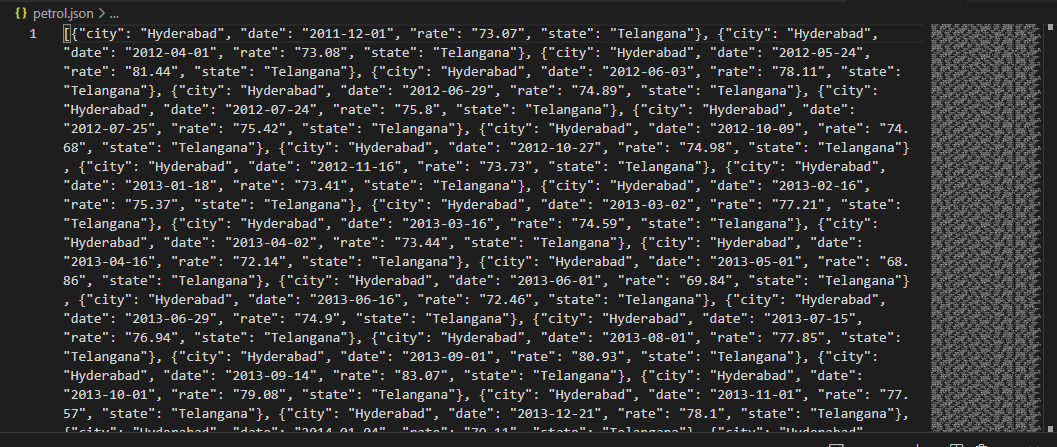 {} petrol.json > ...
1 [{"city": "Hyderabad", "date": "2011-12-01", "rate": "73.07", "state": "Telangana"}, {"city": "Hyderabad",
"date": "2012-04-01", "rate": "73.08", "state": "Telangana"}, {"city": "Hyderabad", "date": "2012-05-24",
"rate": "81.44", "state": "Telangana"}, {"city": "Hyderabad", "date": "2012-06-03", "rate": "78.11", "state":
"Telangana"}, {"city": "Hyderabad", "date": "2012-06-29", "rate": "74.89", "state": "Telangana"}, {"city":
"Hyderabad", "date": "2012-07-24", "rate": "75.8", "state": "Telangana"}, {"city": "Hyderabad", "date":
"2012-07-25", "rate": "75.42", "state": "Telangana"}, {"city": "Hyderabad", "date": "2012-10-09", "rate": "74.
68", "state": "Telangana"}, {"city": "Hyderabad", "date": "2012-10-27", "rate": "74.98", "state": "Telangana"}
, {"city": "Hyderabad", "date": "2012-11-16", "rate": "73.73", "state": "Telangana"}, {"city": "Hyderabad",
"date": "2013-01-18", "rate": "73.41", "state": "Telangana"}, {"city": "Hyderabad", "date": "2013-02-16",
"rate": "75.37", "state": "Telangana"}, {"city": "Hyderabad", "date": "2013-03-02", "rate": "77.21", "state":
"Telangana"}, {"city": "Hyderabad", "date": "2013-03-16", "rate": "74.59", "state": "Telangana"}, {"city":
"Hyderabad", "date": "2013-04-02", "rate": "73.44", "state": "Telangana"}, {"city": "Hyderabad", "date":
"2013-04-16", "rate": "72.14", "state": "Telangana"}, {"city": "Hyderabad", "date": "2013-05-01", "rate": "68.
86", "state": "Telangana"}, {"city": "Hyderabad", "date": "2013-06-01", "rate": "69.84", "state": "Telangana"}
, {"city": "Hyderabad", "date": "2013-06-16", "rate": "72.46", "state": "Telangana"}, {"city": "Hyderabad",
"date": "2013-06-29", "rate": "74.9", "state": "Telangana"}, {"city": "Hyderabad", "date": "2013-07-15",
"rate": "76.94", "state": "Telangana"}, {"city": "Hyderabad", "date": "2013-08-01", "rate": "77.85", "state":
"Telangana"}, {"city": "Hyderabad", "date": "2013-09-01", "rate": "80.93", "state": "Telangana"}, {"city":
"Hyderabad", "date": "2013-09-14", "rate": "83.07", "state": "Telangana"}, {"city": "Hyderabad", "date":
"2013-10-01", "rate": "79.08", "state": "Telangana"}, {"city": "Hyderabad", "date": "2013-11-01", "rate": "77.
57", "state": "Telangana"}, {"city": "Hyderabad", "date": "2013-12-21", "rate": "78.1", "state": "Telangana"},
{"city": "Hyderabad", "date": "2014-01-04", "rate": "79.11", "state": "Telangana"}, {"city": "Hyderabad",